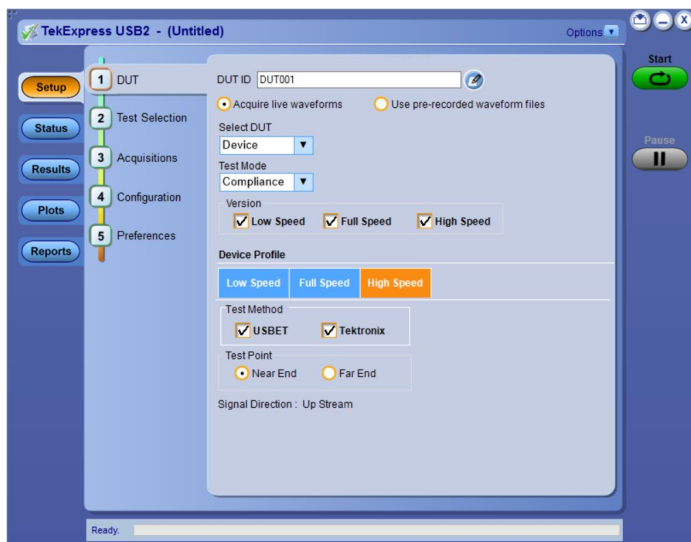 TekExpress USB2 - (Untitled)
Options
Start
Pause
Setup
Status
Results
Plots
Reports
1 DUT
2 Test Selection
3 Acquisitions
4 Configuration
5 Preferences
DUT ID DUT001
Acquire live waveforms Use pre-recorded waveform files
Select DUT
Device
Test Mode
Compliance
Version
Low Speed Full Speed High Speed
Device Profile
Low Speed Full Speed High Speed
Test Method
USBET Tektronix
Test Point
Near End Far End
Signal Direction : Up Stream
Ready.